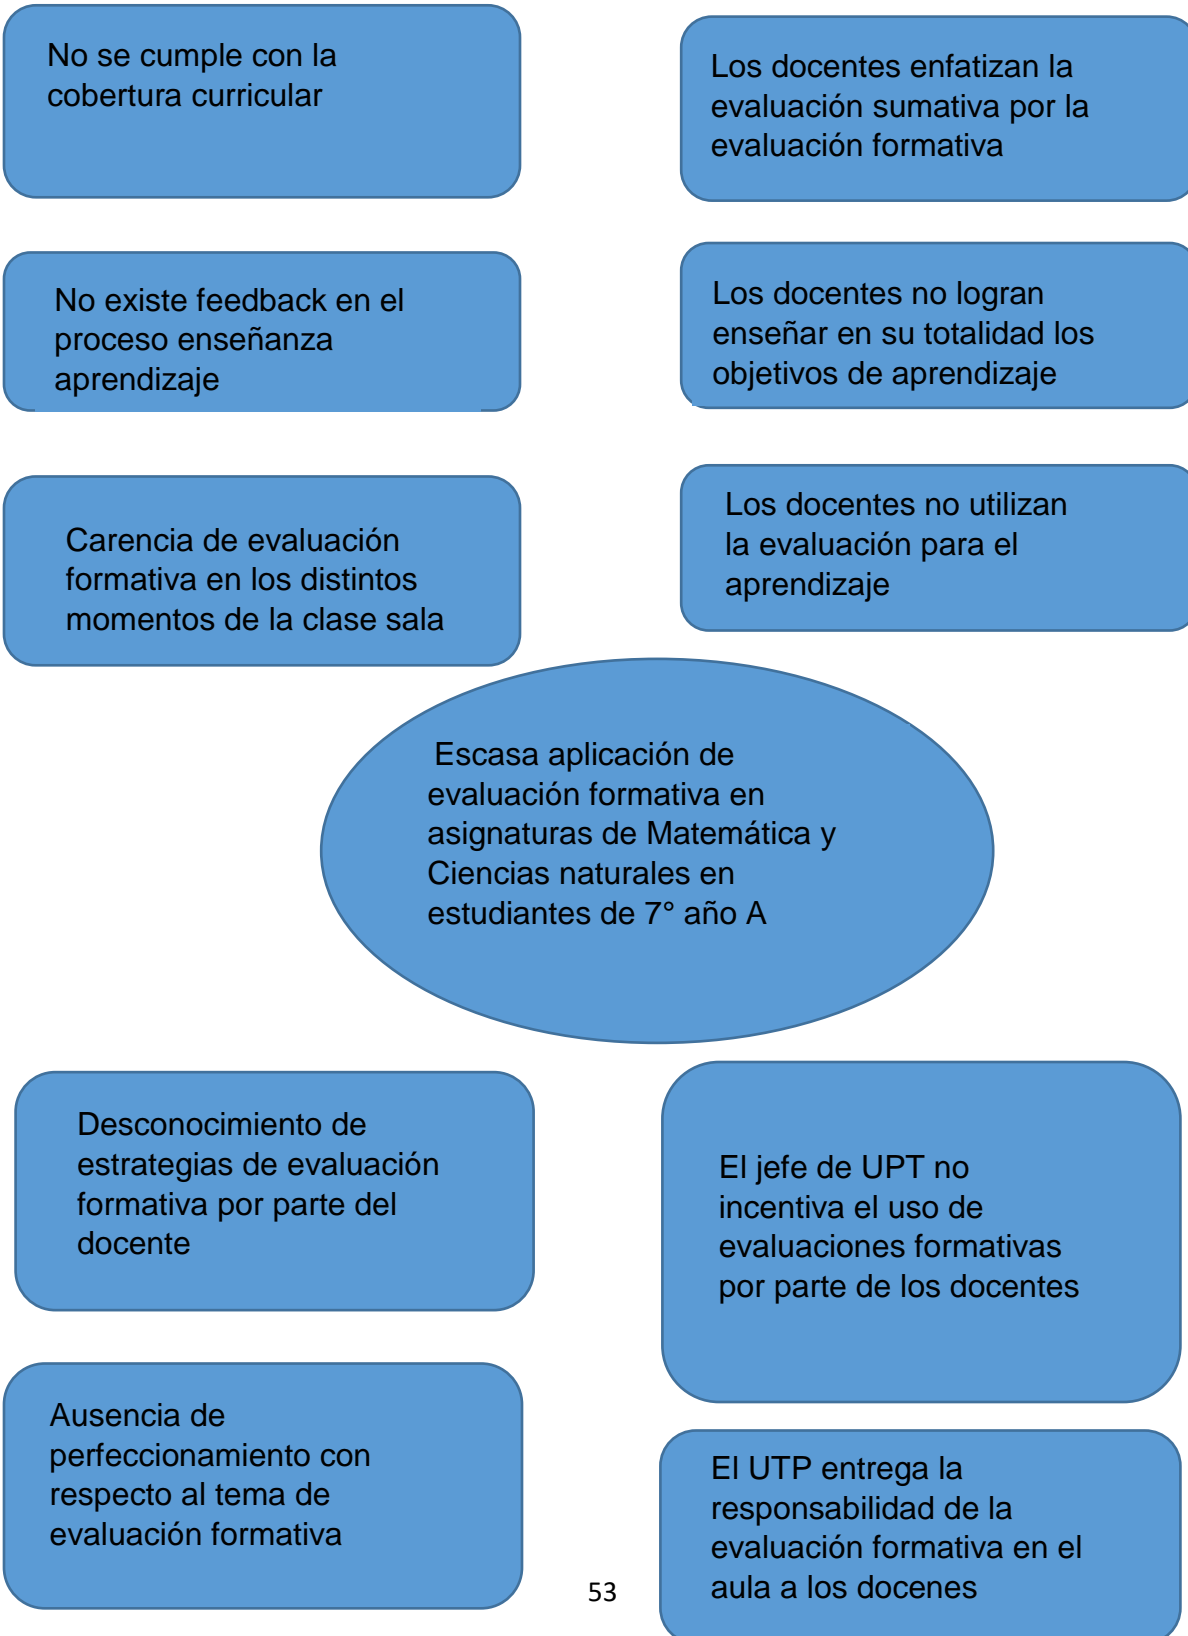 No se cumple con la
cobertura curricular
Los docentes enfatizan la
evaluación sumativa por la
evaluación formativa
No existe feedback en el
proceso enseñanza
aprendizaje
Los docentes no logran
enseñar en su totalidad los
objetivos de aprendizaje
Carencia de evaluación
formativa en los distintos
momentos de la clase sala
Los docentes no utilizan
la evaluación para el
aprendizaje
Escasa aplicación de
evaluación formativa en
asignaturas de Matemática y
Ciencias naturales en
estudiantes de 7° año A
Desconocimiento de
estrategias de evaluación
formativa por parte del
docente
El jefe de UPT no
incentiva el uso de
evaluaciones formativas
por parte de los docentes
Ausencia de
perfeccionamiento con
respecto al tema de
evaluación formativa
El UTP entrega la
responsabilidad de la
evaluación formativa en el
aula a los docenes
53